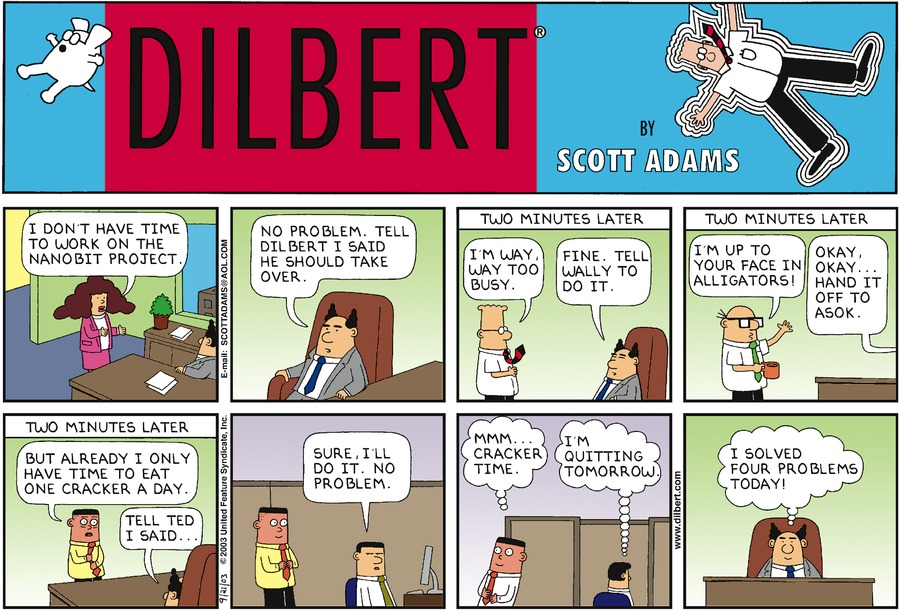 DILBERT®
BY
SCOTT ADAMS
I DON'T HAVE TIME
TO WORK ON THE
NANOBIT PROJECT.
E-mail: SCOTTADAMS@AOL.COM
NO PROBLEM. TELL
DILBERT I SAID
HE SHOULD TAKE
OVER.
TWO MINUTES LATER
I'M WAY,
WAY TOO
BUSY.
FINE. TELL
WALLY TO
DO IT.
TWO MINUTES LATER
I'M UP TO
YOUR FACE IN
ALLIGATORS!
OKAY,
OKAY...
HAND IT
OFF TO
ASOK.
TWO MINUTES LATER
BUT ALREADY I ONLY
HAVE TIME TO EAT
ONE CRACKER A DAY.
TELL TED
I SAID...
9/21/03 © 2003 United Feature Syndicate, Inc.
SURE, I'LL
DO IT. NO
PROBLEM.
MMM...
CRACKER
TIME.
I'M
QUITTING
TOMORROW.
www.dilbert.com
I SOLVED
FOUR PROBLEMS
TODAY!